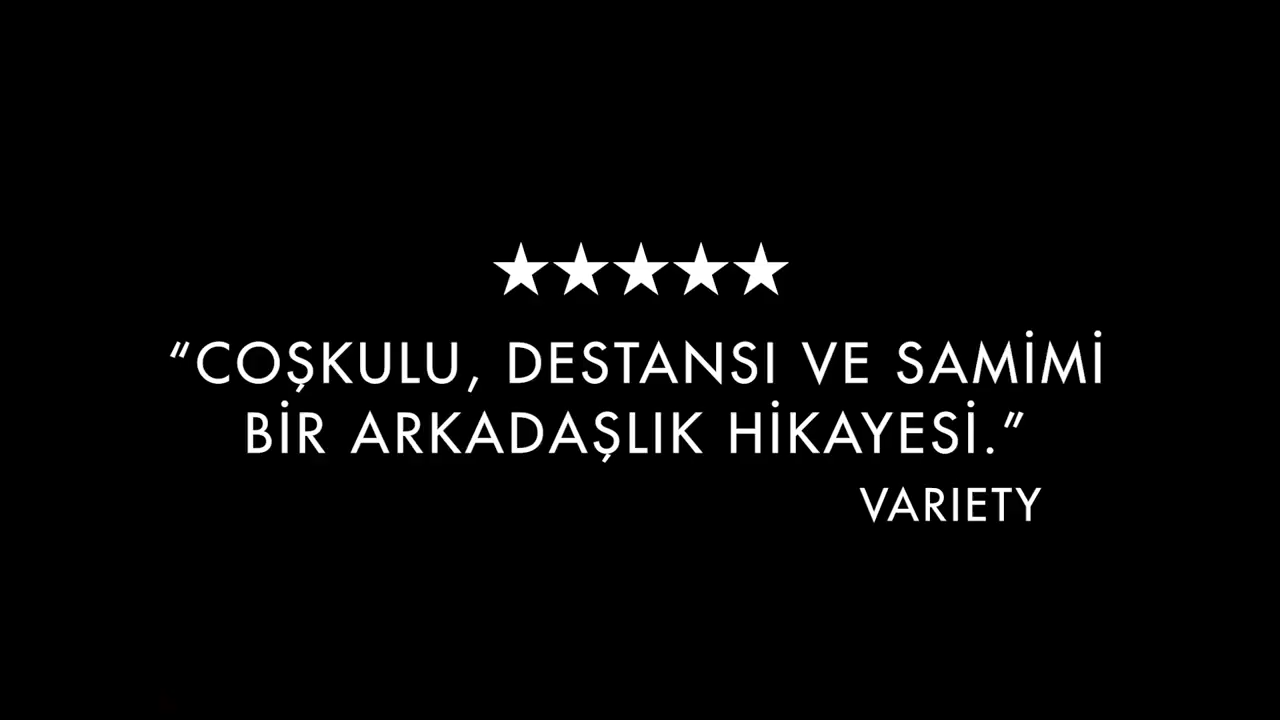 ★★★★★
“COŞKULU, DESTANSI VE SAMİMİ
BİR ARKADAŞLIK HİKAYESİ.”
VARIETY